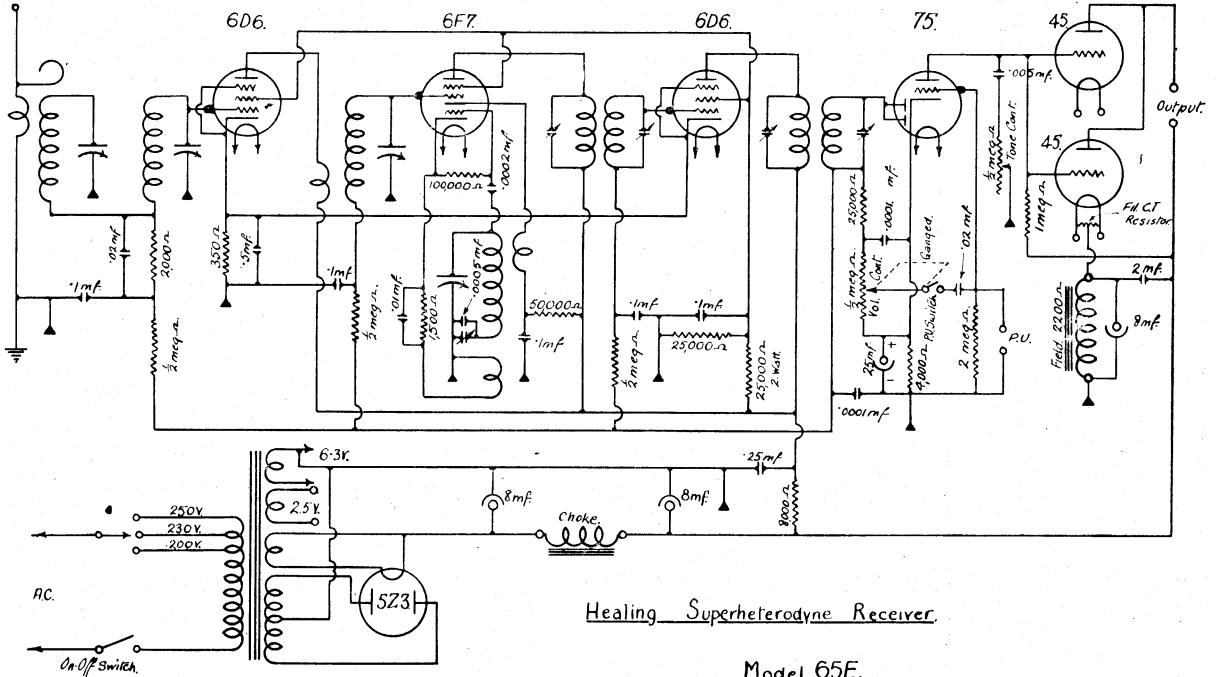 6D6.
6F7.
6D6.
75.
45.
45.
.005mf.
½ meg Ω
Tone Cont.
Output.
100,000Ω
.0002mf
25,000Ω
.0001 mf.
Ganged.
.02 mf.
1 meg Ω
Fil. C.T
Resistor
.02mf
2,000Ω
350Ω
.5mf
.1mf
.1mf
.01mf
1,500Ω
.0005mf
½ meg Ω
50,000Ω
.1mf
.1mf.
.1mf.
25,000Ω
½ meg Ω
25,000Ω
2 Watt.
½ meg Ω
Vol. Cont.
P.U Switch
2 meg Ω
P.U.
25mf
+
-
4,000Ω
.0001mf.
Field. 2200Ω
2mf.
8mf.
½ meg Ω
6.3v.
2.5v.
8mf.
8mf.
.25mf
8000Ω
Choke.
250V.
230V.
200V.
A.C.
5Z3
On-Off Switch.
Healing Superheterodyne Receiver.
Model 65E.